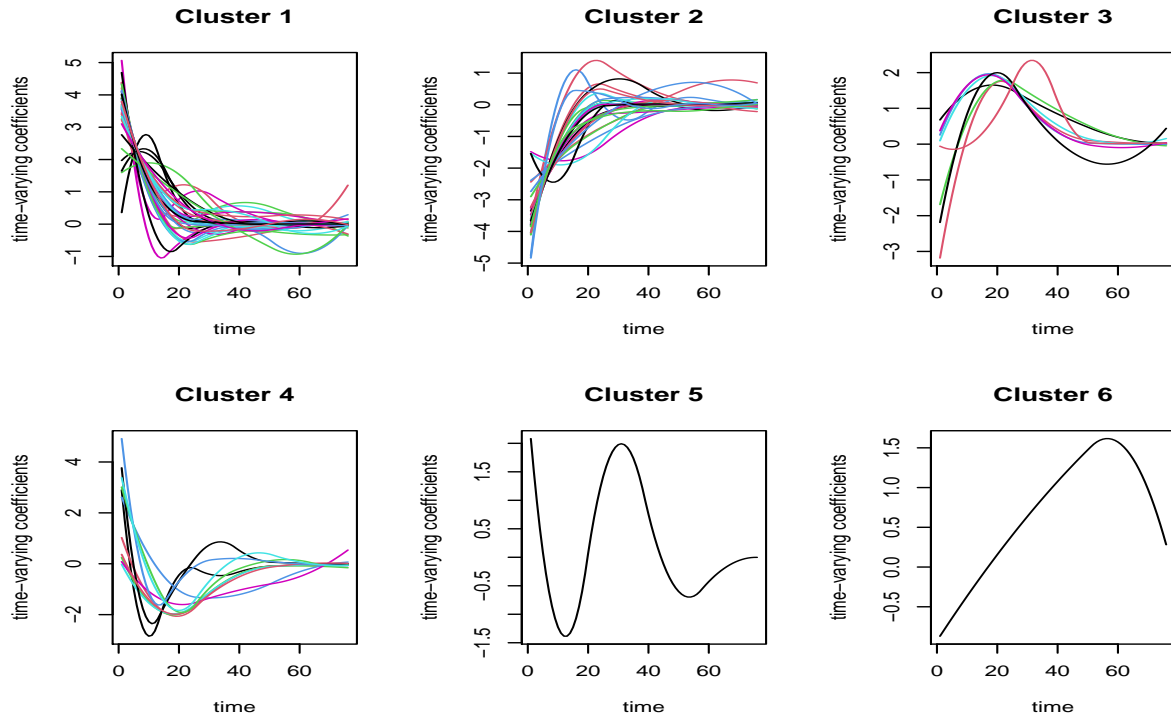 Cluster 1
time-varying coefficients
5
4
3
2
1
0
-1
0 20 40 60
time
Cluster 2
time-varying coefficients
1
0
-1
-2
-3
-4
-5
0 20 40 60
time
Cluster 3
time-varying coefficients
2
1
0
-1
-2
-3
0 20 40 60
time
Cluster 4
time-varying coefficients
4
2
0
-2
0 20 40 60
time
Cluster 5
time-varying coefficients
1.5
0.5
-0.5
-1.5
0 20 40 60
time
Cluster 6
time-varying coefficients
1.5
1.0
0.5
0.0
-0.5
0 20 40 60
time